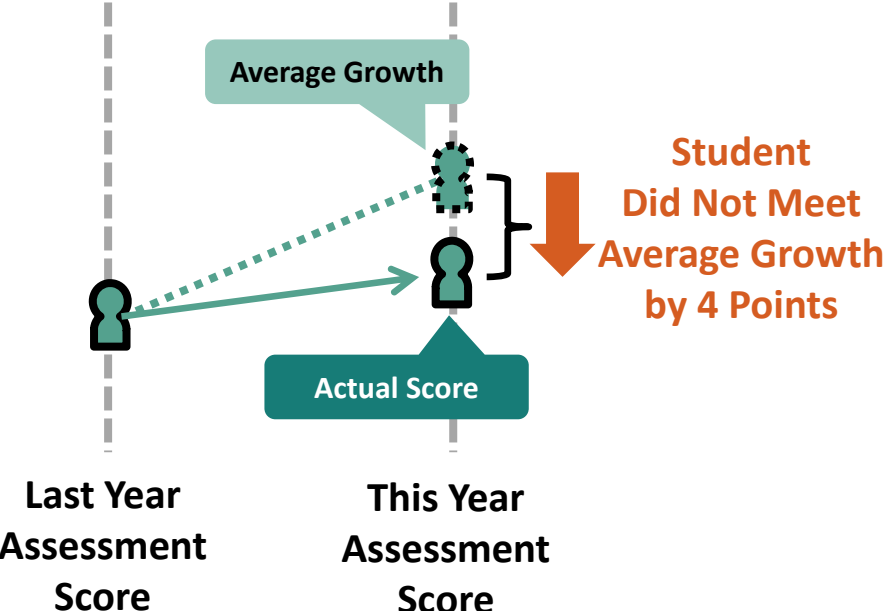 Average Growth
Student
Did Not Meet
Average Growth
by 4 Points
Actual Score
Last Year
Assessment
Score
This Year
Assessment
Score